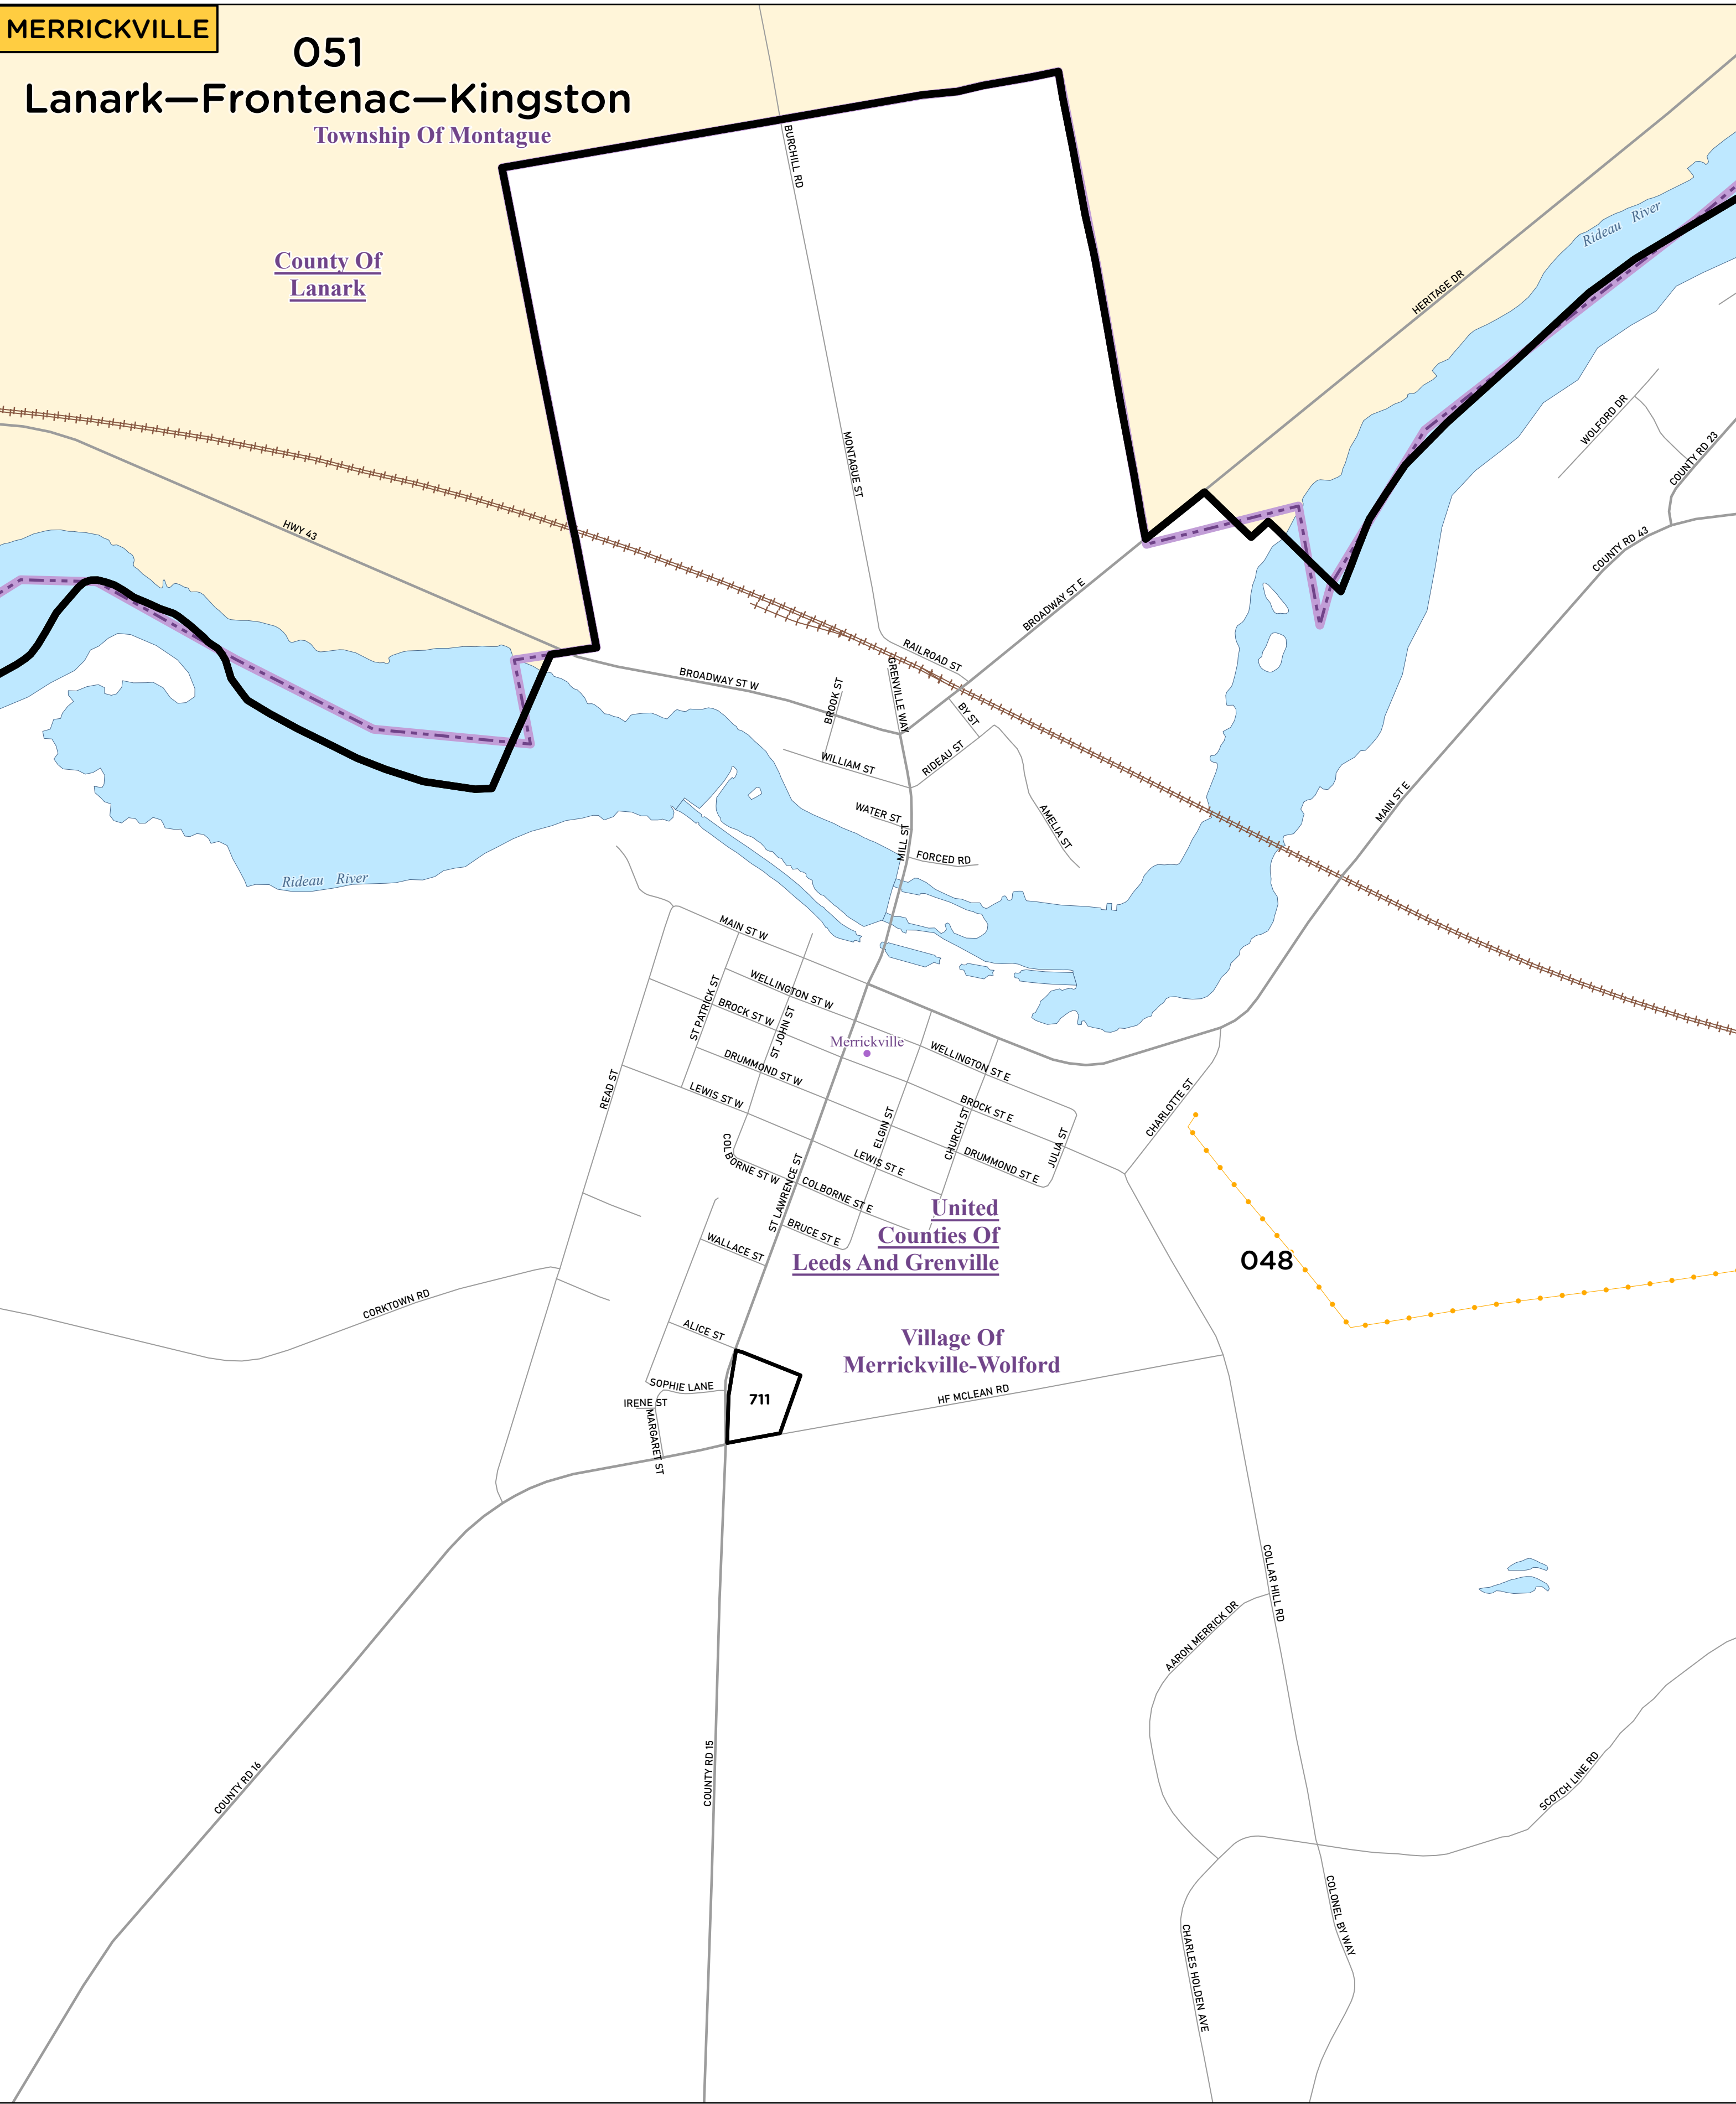 MERRICKVILLE
051
Lanark—Frontenac—Kingston
Township Of Montague
BURCHILL RD
Rideau River
County Of
Lanark
HERITAGE DR
WOLFORD DR
COUNTY RD 23
MONTAGUE ST
HWY 43
COUNTY RD 43
BROADWAY ST E
RAILROAD ST
BROADWAY ST W
GRENVILLE WAY
BROOK ST
BY ST
RIDEAU ST
WILLIAM ST
MAIN ST E
WATER ST
AMELIA ST
MILL ST
FORCED RD
Rideau River
MAIN ST W
WELLINGTON ST W
ST PATRICK ST
BROCK ST W
ST JOHN ST
Merrickville
WELLINGTON ST E
DRUMMOND ST W
READ ST
LEWIS ST W
BROCK ST E
CHARLOTTE ST
ELGIN ST
CHURCH ST
JULIA ST
COLBORNE ST W
LEWIS ST E
DRUMMOND ST E
ST LAWRENCE ST
COLBORNE ST E
United
Counties Of
Leeds And Grenville
BRUCE ST E
WALLACE ST
048
CORKTOWN RD
ALICE ST
Village Of
Merrickville-Wolford
SOPHIE LANE
IRENE ST
711
HF MCLEAN RD
MARGARET ST
COLLAR HILL RD
AARON MERRICK DR
COUNTY RD 16
COUNTY RD 15
SCOTCH LINE RD
COLONEL BY WAY
CHARLES HOLDEN AVE